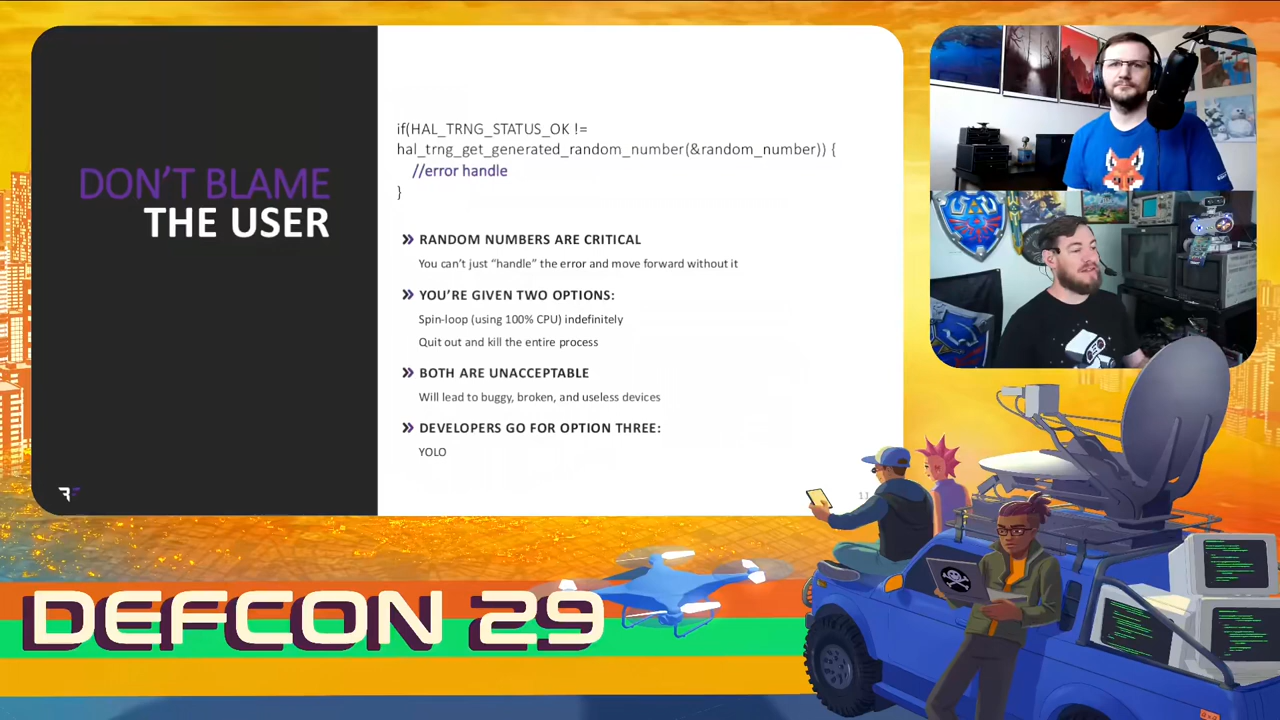 DON'T BLAME
THE USER
if(HAL_TRNG_STATUS_OK !=
hal_trng_get_generated_random_number(&random_number)) {
//error handle
}
» RANDOM NUMBERS ARE CRITICAL
You can't just “handle” the error and move forward without it
» YOU'RE GIVEN TWO OPTIONS:
Spin-loop (using 100% CPU) indefinitely
Quit out and kill the entire process
» BOTH ARE UNACCEPTABLE
Will lead to buggy, broken, and useless devices
» DEVELOPERS GO FOR OPTION THREE:
YOLO
11
DEFCON 29